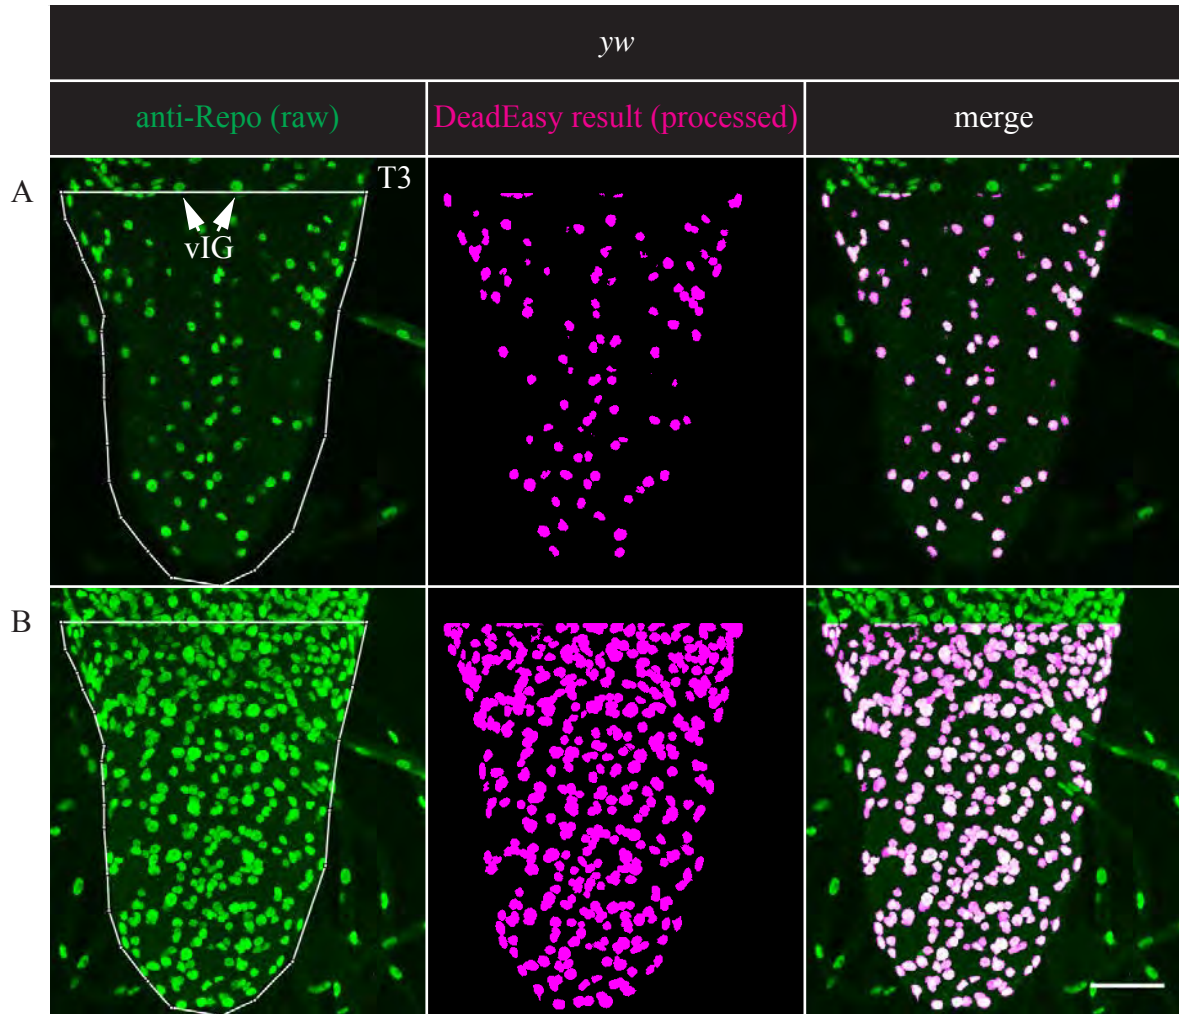 yw
anti-Repo (raw)
DeadEasy result (processed)
merge
A
T3
vIG
B